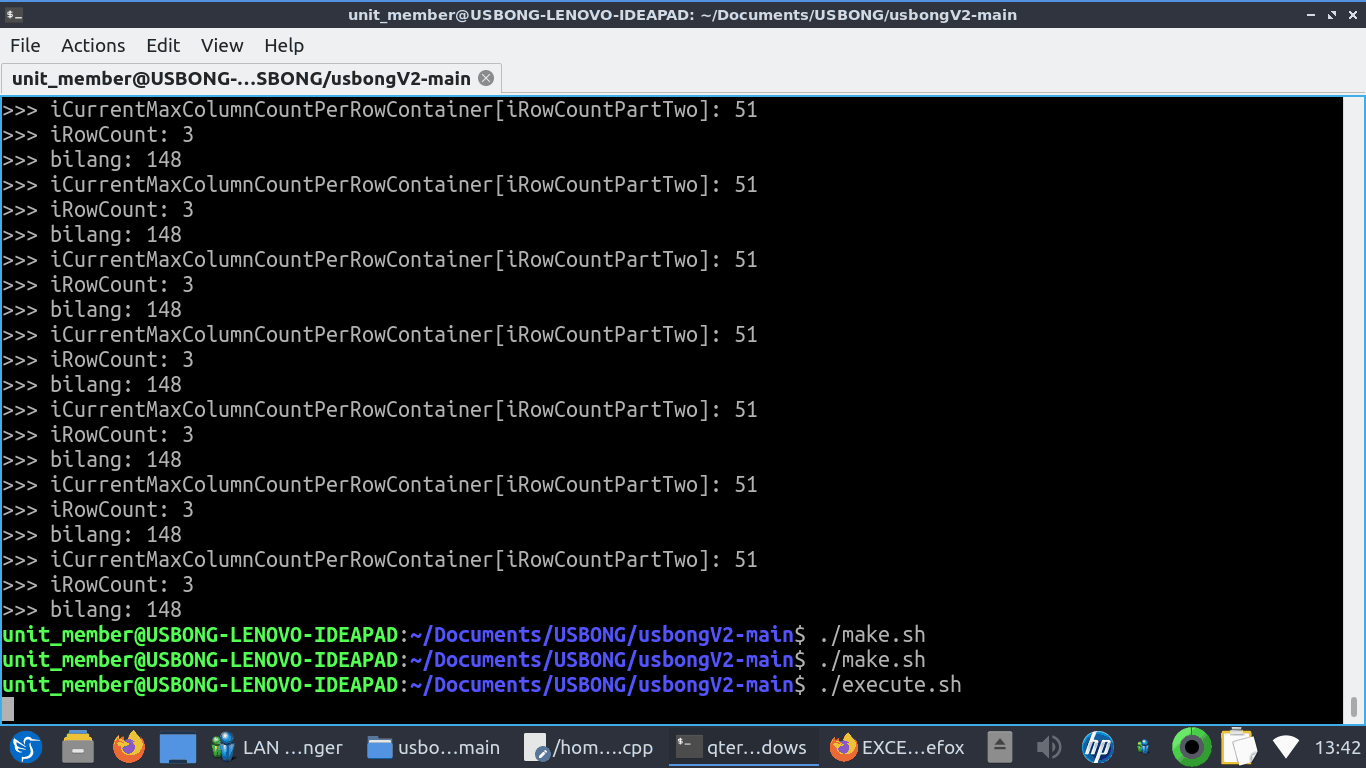 unit_member@USBONG-LENOVO-IDEAPAD: ~/Documents/USBONG/usbongV2-main
File Actions Edit View Help
unit_member@USBONG-…SBONG/usbongV2-main
>>> iCurrentMaxColumnCountPerRowContainer[iRowCountPartTwo]: 51
>>> iRowCount: 3
>>> bilang: 148
>>> iCurrentMaxColumnCountPerRowContainer[iRowCountPartTwo]: 51
>>> iRowCount: 3
>>> bilang: 148
>>> iCurrentMaxColumnCountPerRowContainer[iRowCountPartTwo]: 51
>>> iRowCount: 3
>>> bilang: 148
>>> iCurrentMaxColumnCountPerRowContainer[iRowCountPartTwo]: 51
>>> iRowCount: 3
>>> bilang: 148
>>> iCurrentMaxColumnCountPerRowContainer[iRowCountPartTwo]: 51
>>> iRowCount: 3
>>> bilang: 148
>>> iCurrentMaxColumnCountPerRowContainer[iRowCountPartTwo]: 51
>>> iRowCount: 3
>>> bilang: 148
>>> iCurrentMaxColumnCountPerRowContainer[iRowCountPartTwo]: 51
>>> iRowCount: 3
>>> bilang: 148
unit_member@USBONG-LENOVO-IDEAPAD:~/Documents/USBONG/usbongV2-main$ ./make.sh
unit_member@USBONG-LENOVO-IDEAPAD:~/Documents/USBONG/usbongV2-main$ ./make.sh
unit_member@USBONG-LENOVO-IDEAPAD:~/Documents/USBONG/usbongV2-main$ ./execute.sh
LAN …nger usbo…main /hom….cpp qter…dows EXCE…efox hp 13:42